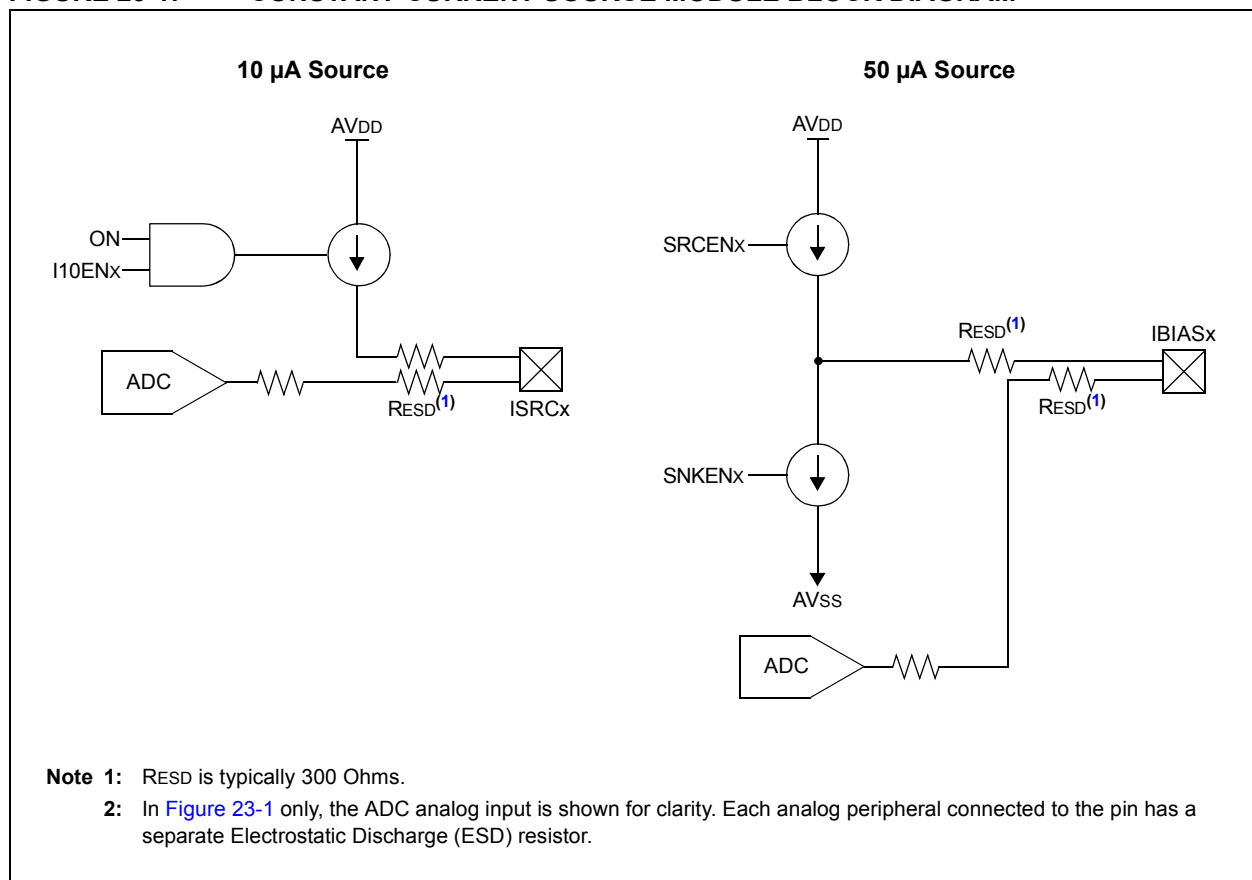 10 µA Source
50 µA Source
AVDD
AVDD
ON
I10ENx
SRCENx
RESD(1)
IBIASx
ADC
RESD(1)
ISRCx
RESD(1)
SNKENx
AVSS
ADC
Note 1: RESD is typically 300 Ohms.
2: In Figure 23-1 only, the ADC analog input is shown for clarity. Each analog peripheral connected to the pin has a
separate Electrostatic Discharge (ESD) resistor.